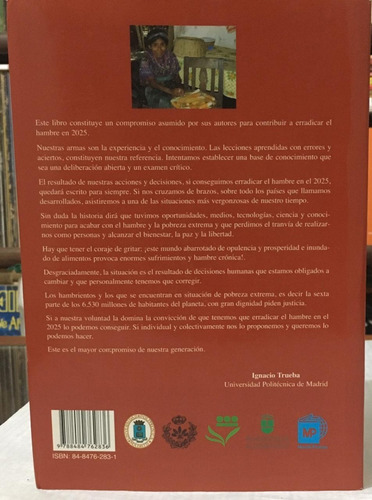 Este libro constituye un compromiso asumido por sus autores para contribuir a erradicar el
hambre en 2025.
Nuestras armas son la experiencia y el conocimiento. Las lecciones aprendidas con errores y
aciertos, constituyen nuestra referencia. Intentamos establecer una base de conocimiento que
sea una deliberación abierta y un examen crítico.
El resultado de nuestras acciones y decisiones, si conseguimos erradicar el hambre en el 2025,
quedará escrito para siempre. Si nos cruzamos de brazos, sobre todo los países que llamamos
desarrollados, asistiremos a una de las situaciones más vergonzosas de nuestro tiempo.
Sin duda la historia dirá que tuvimos oportunidades, medios, tecnologías, ciencia y conoci-
miento para acabar con el hambre y la pobreza extrema y que perdimos el tranvía de realizar-
nos como personas y alcanzar el bienestar, la paz y la libertad.
Hay que tener el coraje de gritar: ¡este mundo abarrotado de opulencia y prosperidad e inunda-
do de alimentos provoca enormes sufrimientos y hambre crónica!.
Desgraciadamente, la situación es el resultado de decisiones humanas que estamos obligados a
cambiar y que personalmente tenemos que corregir.
Los hambrientos y los que se encuentran en situación de pobreza extrema, es decir la sexta
parte de los 6.530 millones de habitantes del planeta, con gran dignidad piden justicia.
Si a nuestra voluntad la domina la convicción de que tenemos que erradicar el hambre en el
2025 lo podemos conseguir. Si individual y colectivamente nos lo proponemos y queremos lo
podemos hacer.
Este es el mayor compromiso de nuestra generación.
Ignacio Trueba
Universidad Politécnica de Madrid
9 788484 762836
ISBN: 84-8476-283-1
MP